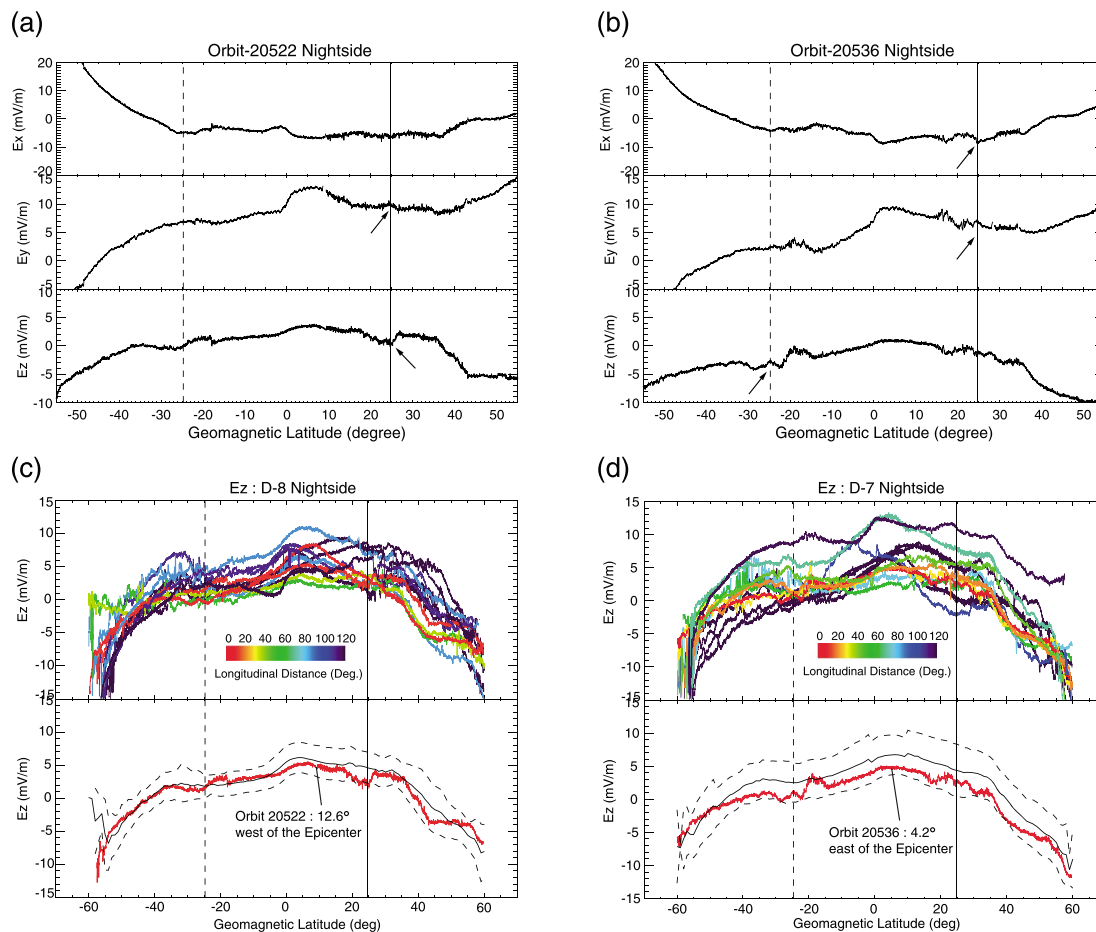 (a)
Orbit-20522 Nightside
20
10
0
-10
-20
Ex (mV/m)
15
10
5
0
-5
Ey (mV/m)
10
5
0
-5
-10
Ez (mV/m)
-50 -40 -30 -20 -10 0 10 20 30 40 50
Geomagnetic Latitude (degree)
(b)
Orbit-20536 Nightside
20
10
0
-10
-20
Ex (mV/m)
15
10
5
0
-5
Ey (mV/m)
10
5
0
-5
-10
Ez (mV/m)
-50 -40 -30 -20 -10 0 10 20 30 40 50
Geomagnetic Latitude (degree)
(c)
Ez : D-8 Nightside
15
10
5
0
-5
-10
-15
Ez (mV/m)
0 20 40 60 80 100 120
Longitudinal Distance (Deg.)
15
10
5
0
-5
-10
-15
Ez (mV/m)
Orbit 20522 : 12.6º
west of the Epicenter
-60 -40 -20 0 20 40 60
Geomagnetic Latitude (deg)
(d)
Ez : D-7 Nightside
15
10
5
0
-5
-10
-15
Ez (mV/m)
0 20 40 60 80 100 120
Longitudinal Distance (Deg.)
15
10
5
0
-5
-10
-15
Ez (mV/m)
Orbit 20536 : 4.2º
east of the Epicenter
-60 -40 -20 0 20 40 60
Geomagnetic Latitude (deg)